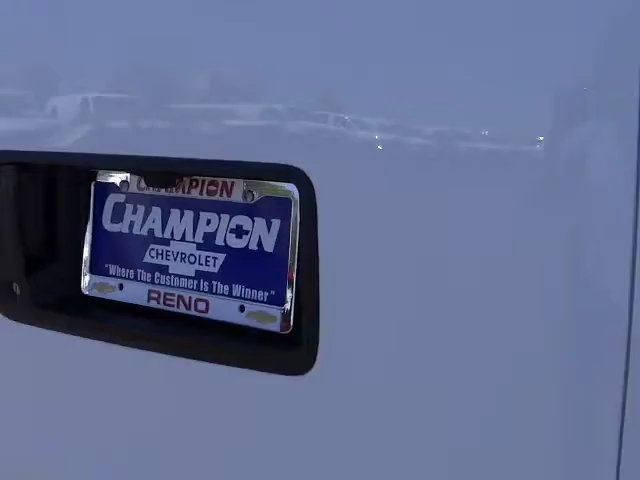 CHAMPION
CHAMPION
CHEVROLET
"Where The Customer Is The Winner"
RENO